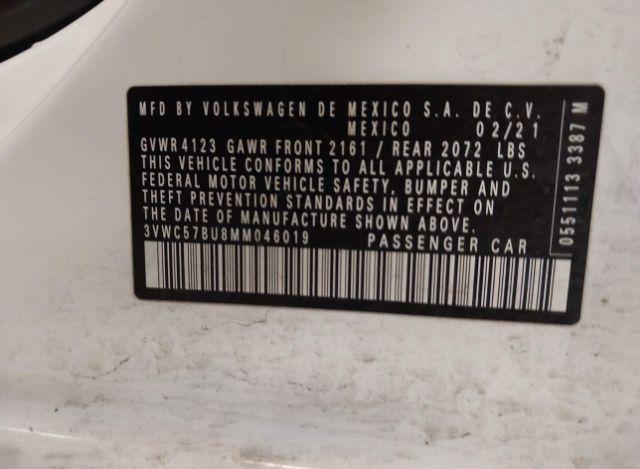 MFD BY VOLKSWAGEN DE MEXICO S.A. DE C.V.
MEXICO 02/21
GVWR 4123 GAWR FRONT 2161 / REAR 2072 LBS
THIS VEHICLE CONFORMS TO ALL APPLICABLE U.S.
FEDERAL MOTOR VEHICLE SAFETY, BUMPER AND
THEFT PREVENTION STANDARDS IN EFFECT ON
THE DATE OF MANUFACTURE SHOWN ABOVE.
3VWC57BU8MM046019 PASSENGER CAR
0551113 3387 M